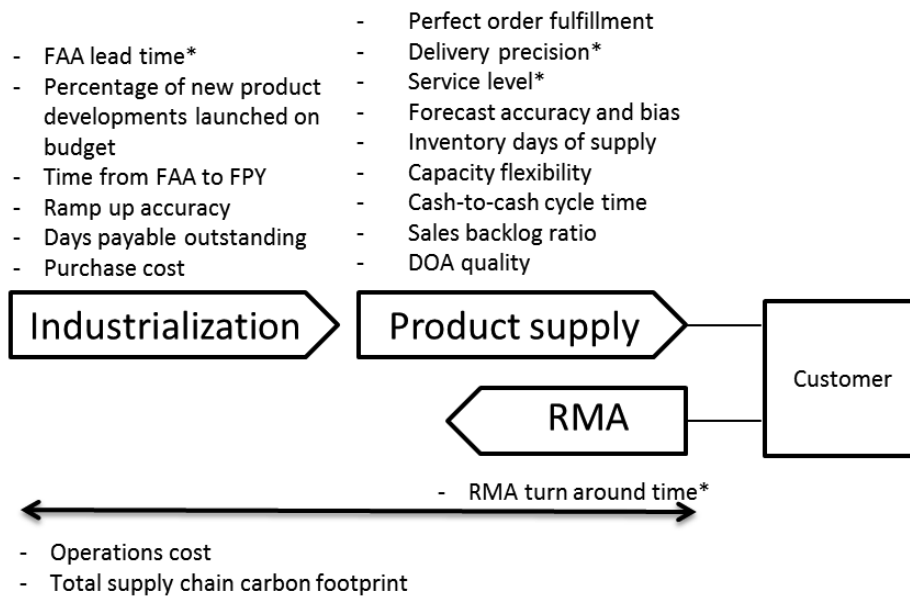 - FAA lead time*
- Percentage of new product
developments launched on
budget
- Time from FAA to FPY
- Ramp up accuracy
- Days payable outstanding
- Purchase cost
- Perfect order fulfillment
- Delivery precision*
- Service level*
- Forecast accuracy and bias
- Inventory days of supply
- Capacity flexibility
- Cash-to-cash cycle time
- Sales backlog ratio
- DOA quality
Industrialization
Product supply
Customer
RMA
- RMA turn around time*
- Operations cost
- Total supply chain carbon footprint